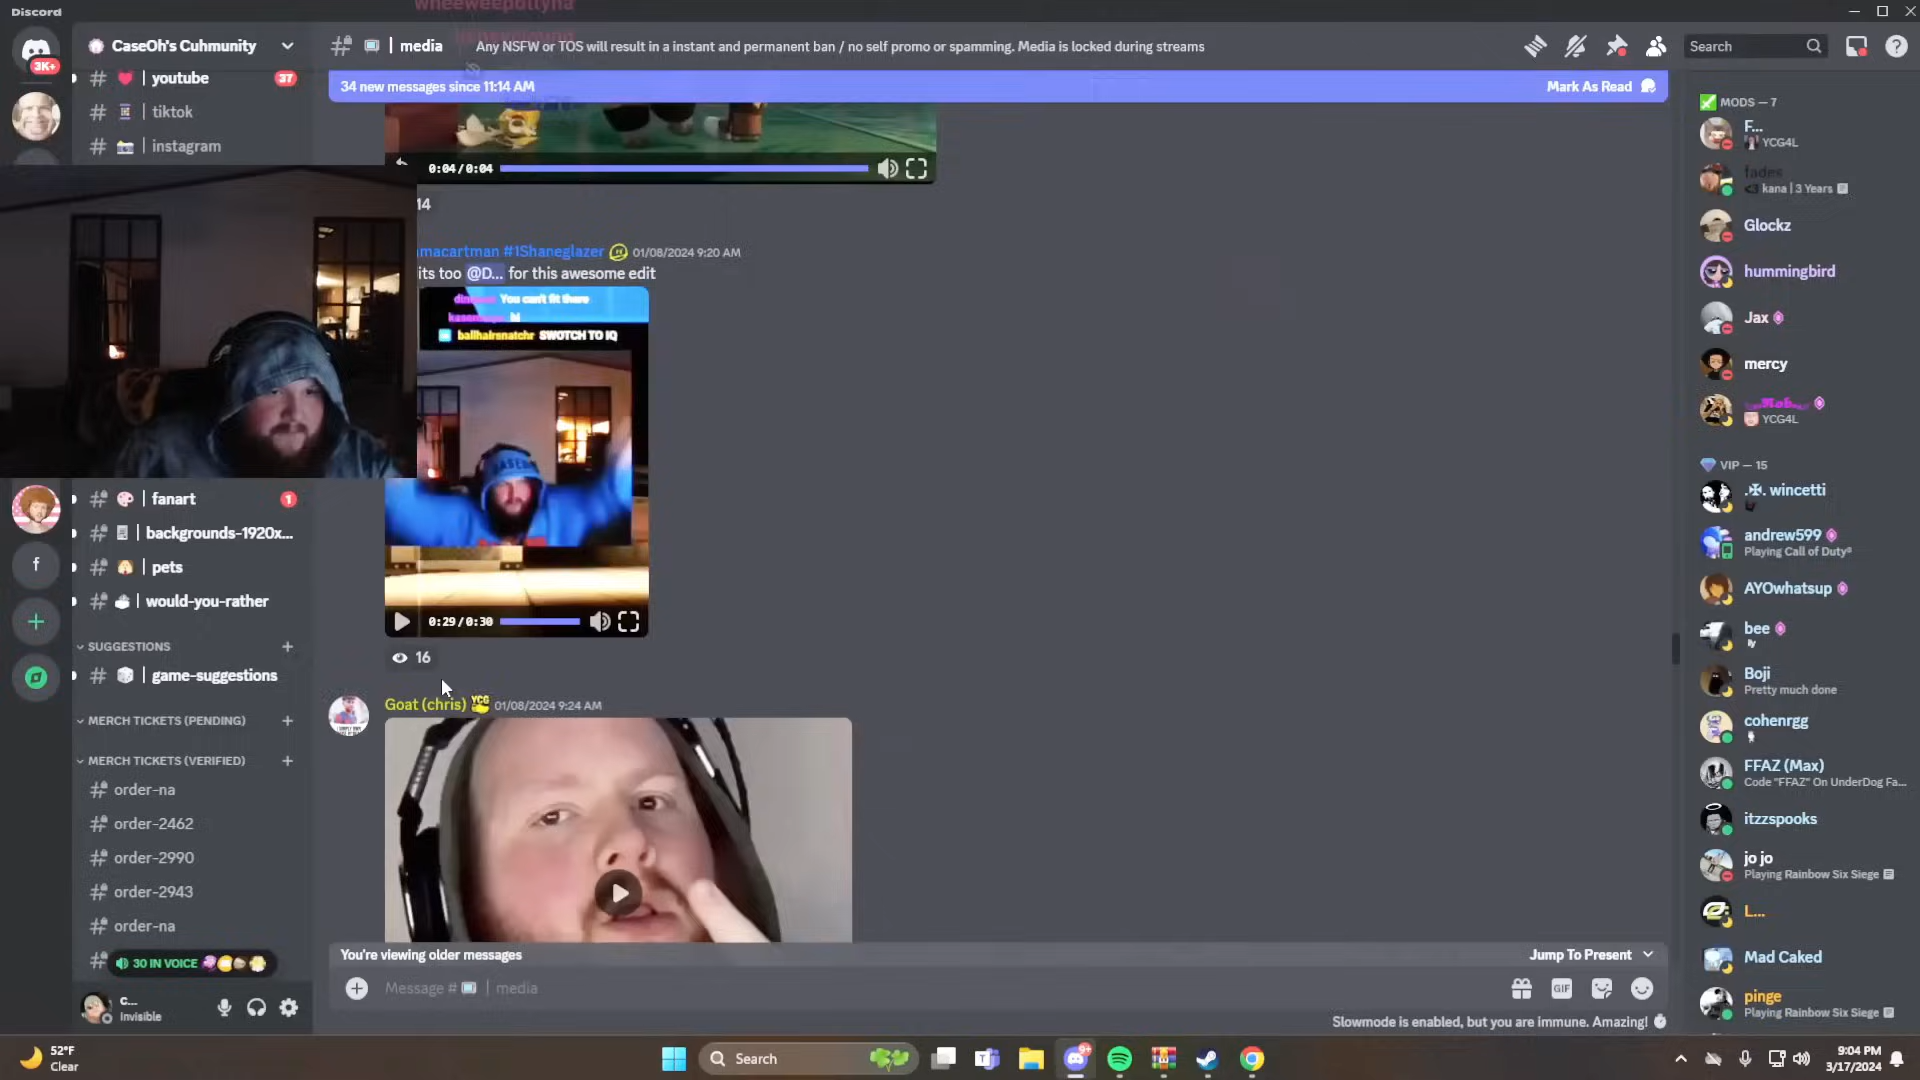 Discord
wheeweepottyna
3K+
CaseOh's Cuhmunity
youtube
37
tiktok
instagram
fanart
1
backgrounds-1920x...
pets
would-you-rather
SUGGESTIONS
game-suggestions
MERCH TICKETS (PENDING)
MERCH TICKETS (VERIFIED)
order-na
order-2462
order-2990
order-2943
order-na
30 IN VOICE
f
c...
Invisible
media
Any NSFW or TOS will result in a instant and permanent ban / no self promo or spamming. Media is locked during streams
Search
34 new messages since 11:14 AM
Mark As Read
0:04/0:04
14
macartman #1Shaneglazer 01/08/2024 9:20 AM
its too @D... for this awesome edit
You can't fit there
hi
ballhairsnatchr SWOTCH TO IQ
0:29/0:30
16
Goat (chris) YCG 01/08/2024 9:24 AM
You're viewing older messages
Jump To Present
Message # | media
GIF
Slowmode is enabled, but you are immune. Amazing!
MODS — 7
F...
YCG4L
fades
<3 kana | 3 Years
Glockz
hummingbird
Jax
mercy
Rob
YCG4L
VIP — 15
.✠. wincetti
andrew599
Playing Call of Duty®
AYOwhatsup
bee
Boji
Pretty much done
cohenrgg
FFAZ (Max)
Code "FFAZ" On UnderDog Fa...
itzzspooks
jo jo
Playing Rainbow Six Siege
L...
Mad Caked
pinge
Playing Rainbow Six Siege
52°F
Clear
Search
9+
9:04 PM
3/17/2024